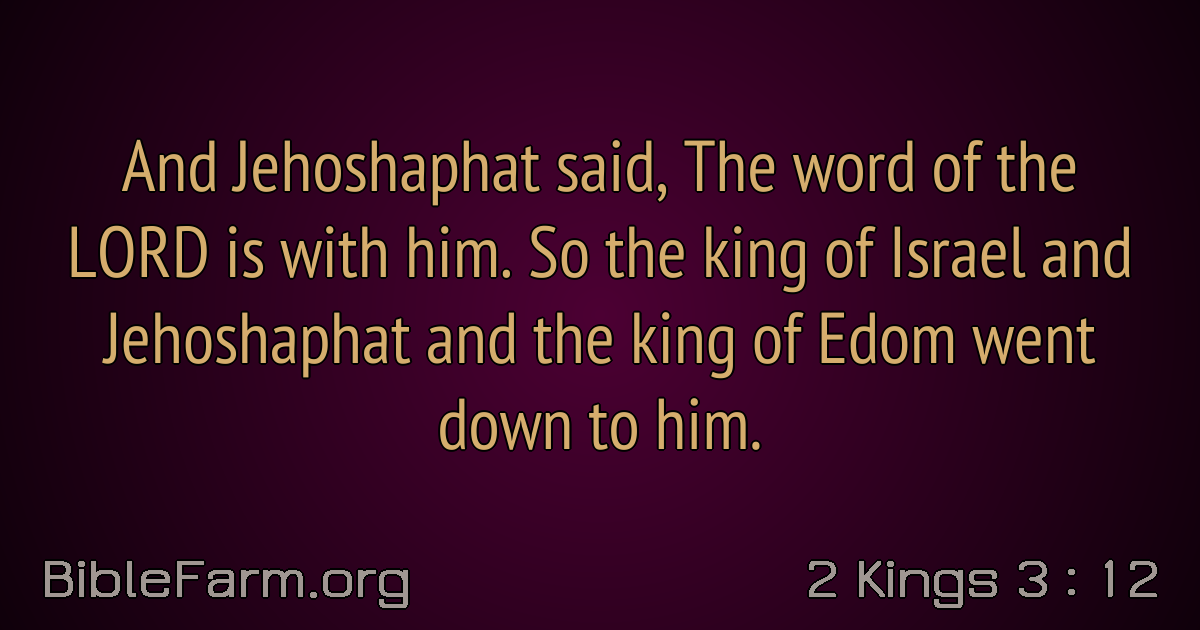 And Jehoshaphat said, The word of the
LORD is with him. So the king of Israel and
Jehoshaphat and the king of Edom went
down to him.
BibleFarm.org
2 Kings 3 : 12